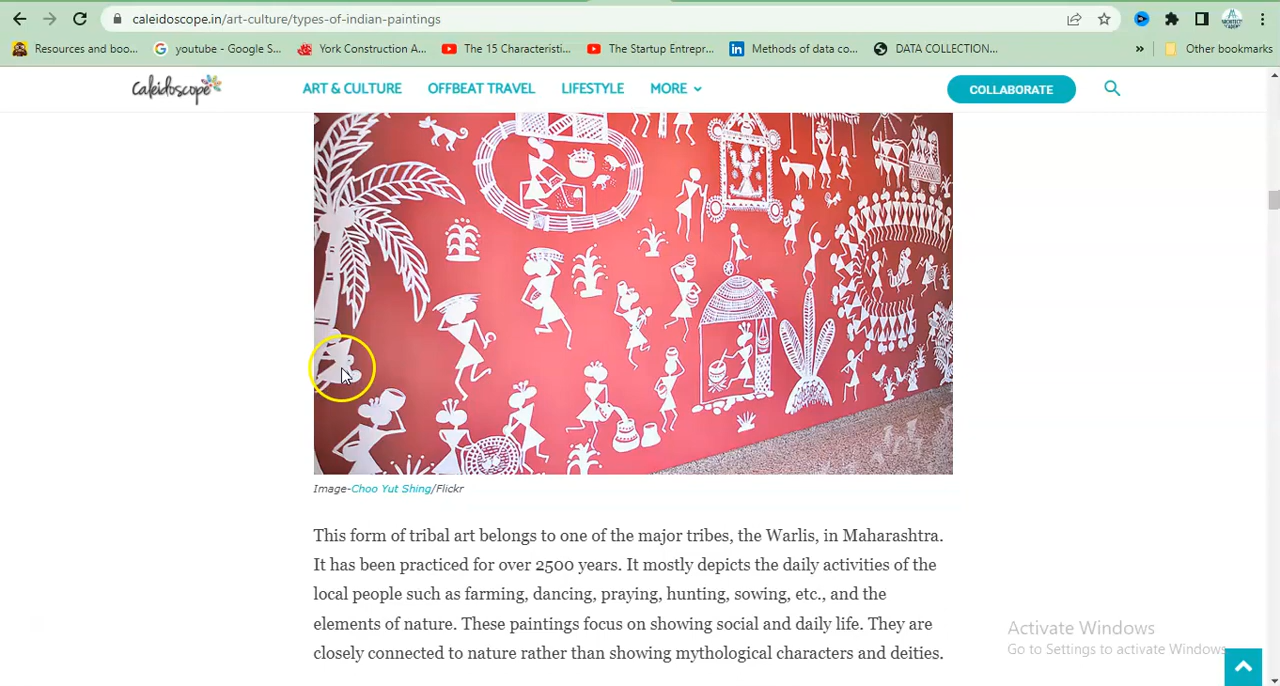 caleidoscope.in/art-culture/types-of-indian-paintings
Resources and boo... youtube - Google S... York Construction A... The 15 Characteristi... The Startup Entrepr... Methods of data co... DATA COLLECTION... » Other bookmarks
Caleidoscope ART & CULTURE OFFBEAT TRAVEL LIFESTYLE MORE COLLABORATE
Image-Choo Yut Shing/Flickr
This form of tribal art belongs to one of the major tribes, the Warlis, in Maharashtra.
It has been practiced for over 2500 years. It mostly depicts the daily activities of the
local people such as farming, dancing, praying, hunting, sowing, etc., and the
elements of nature. These paintings focus on showing social and daily life. They are
closely connected to nature rather than showing mythological characters and deities.
Activate Windows
Go to Settings to activate Windows.